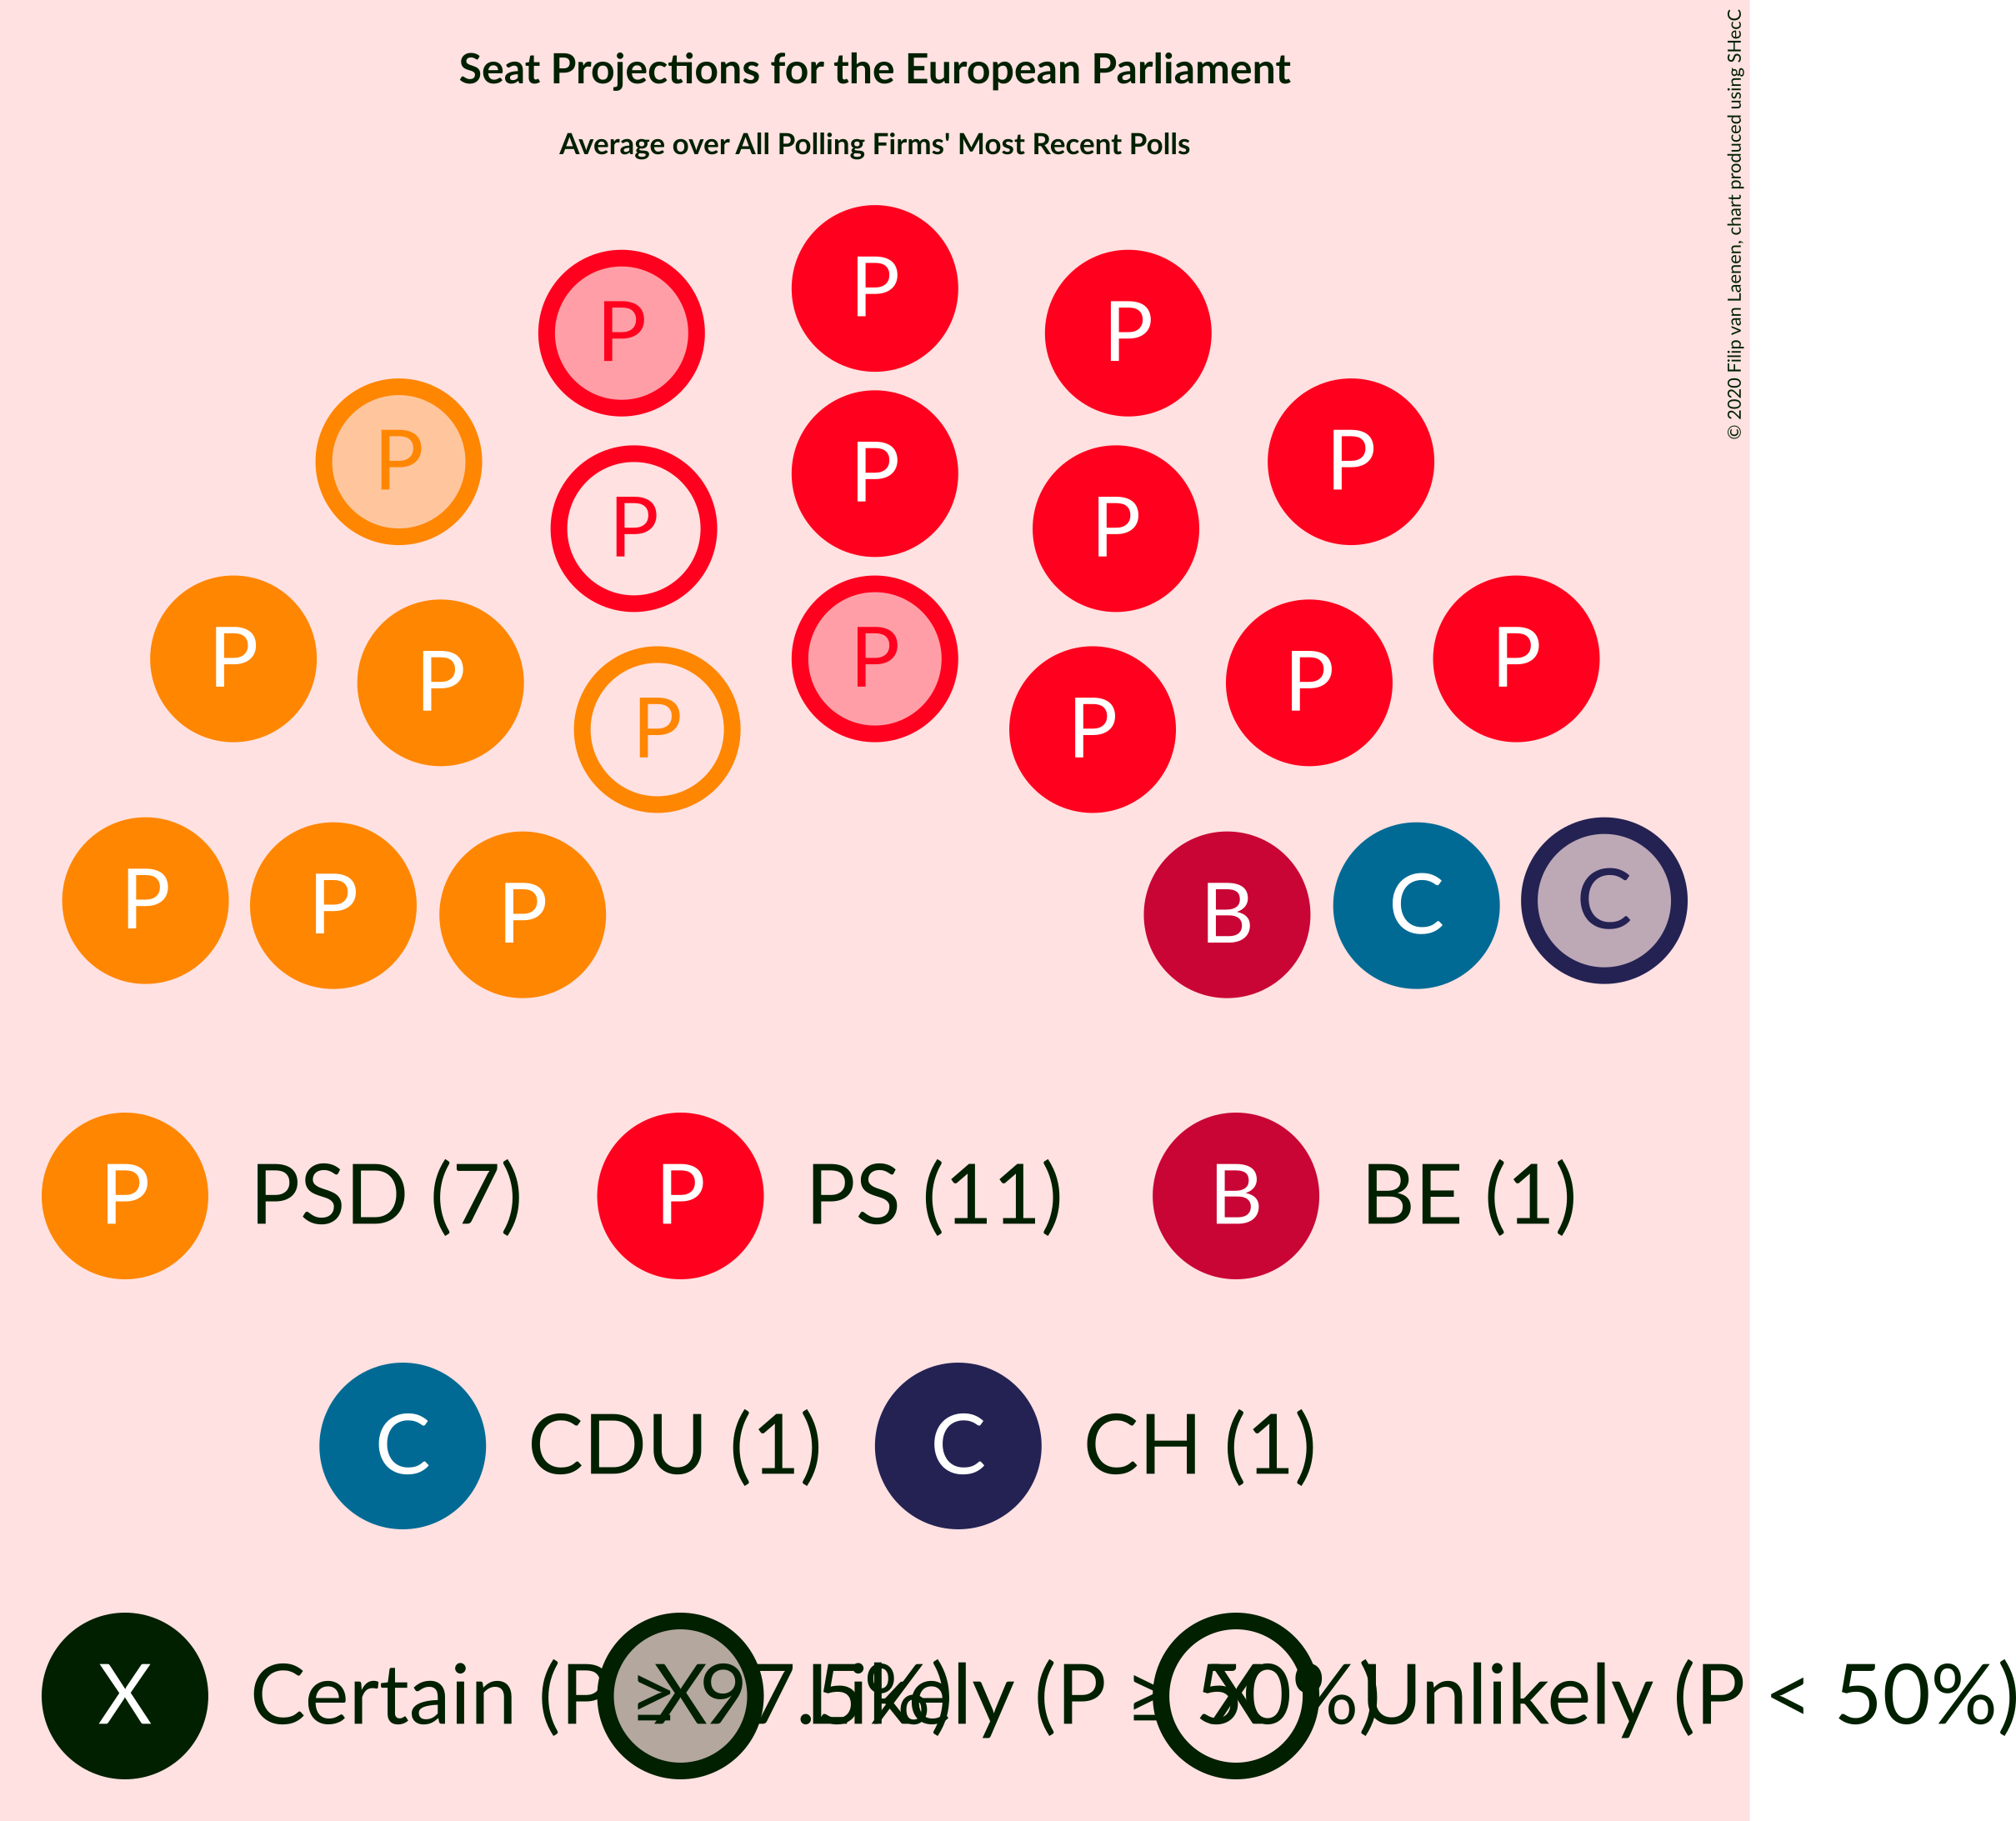 Seat Projections for the European Parliament
Average over All Polling Firms' Most Recent Polls
© 2020 Filip van Laenen, chart produced using SHecC
P
P P
P P
P
P P
P P
P P P P
P P
P P P B C C
P PSD (7) P PS (11) B BE (1)
C CDU (1) C CH (1)
X Certain (P ≥ 97.5%) X Likely (P ≥ 50%) X Unlikely (P < 50%)